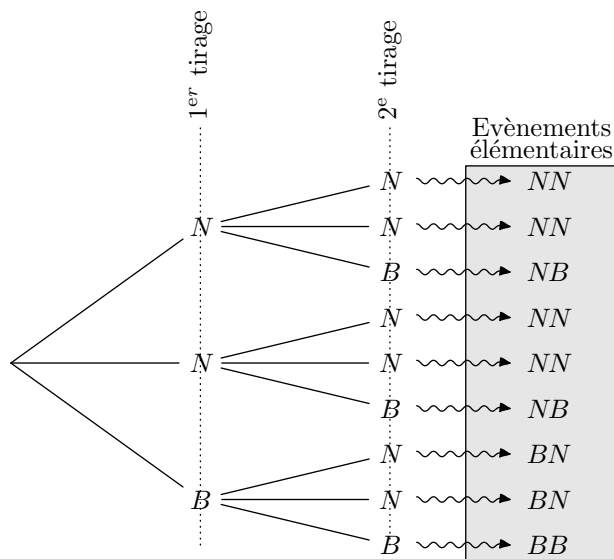 1er tirage
2e tirage
Evènements
élémentaires
N NN
N N NN
B NB
N NN
N N NN
B NB
N BN
B N BN
B BB